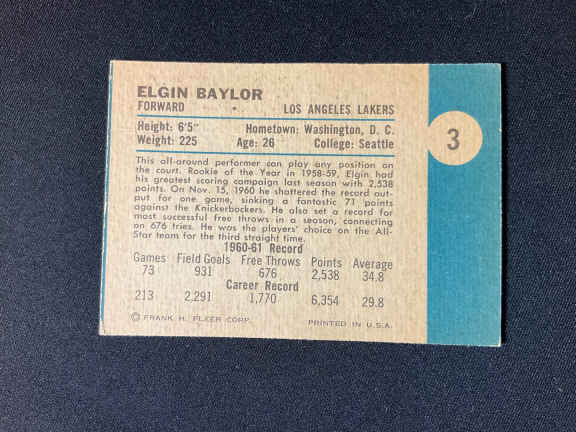 ELGIN BAYLOR
FORWARD • LOS ANGELES LAKERS
3
Height: 6'5" Hometown: Washington, D. C.
Weight: 225 Age: 26 College: Seattle
This all-around performer can play any position on
the court. Rookie of the Year in 1958-59, Elgin had
his greatest scoring campaign last season with 2,538
points. On Nov. 15, 1960 he shattered the record out-
put for one game, sinking a fantastic 71 points
against the Knickerbockers. He also set a record for
most successful free throws in a season, connecting
on 676 tries. He was the players' choice on the All-
Star team for the third straight time.
1960-61 Record
Games Field Goals Free Throws Points Average
73 931 676 2,538 34.8
Career Record
213 2,291 1,770 6,354 29.8
© FRANK H. FLEER CORP. PRINTED IN U.S.A.